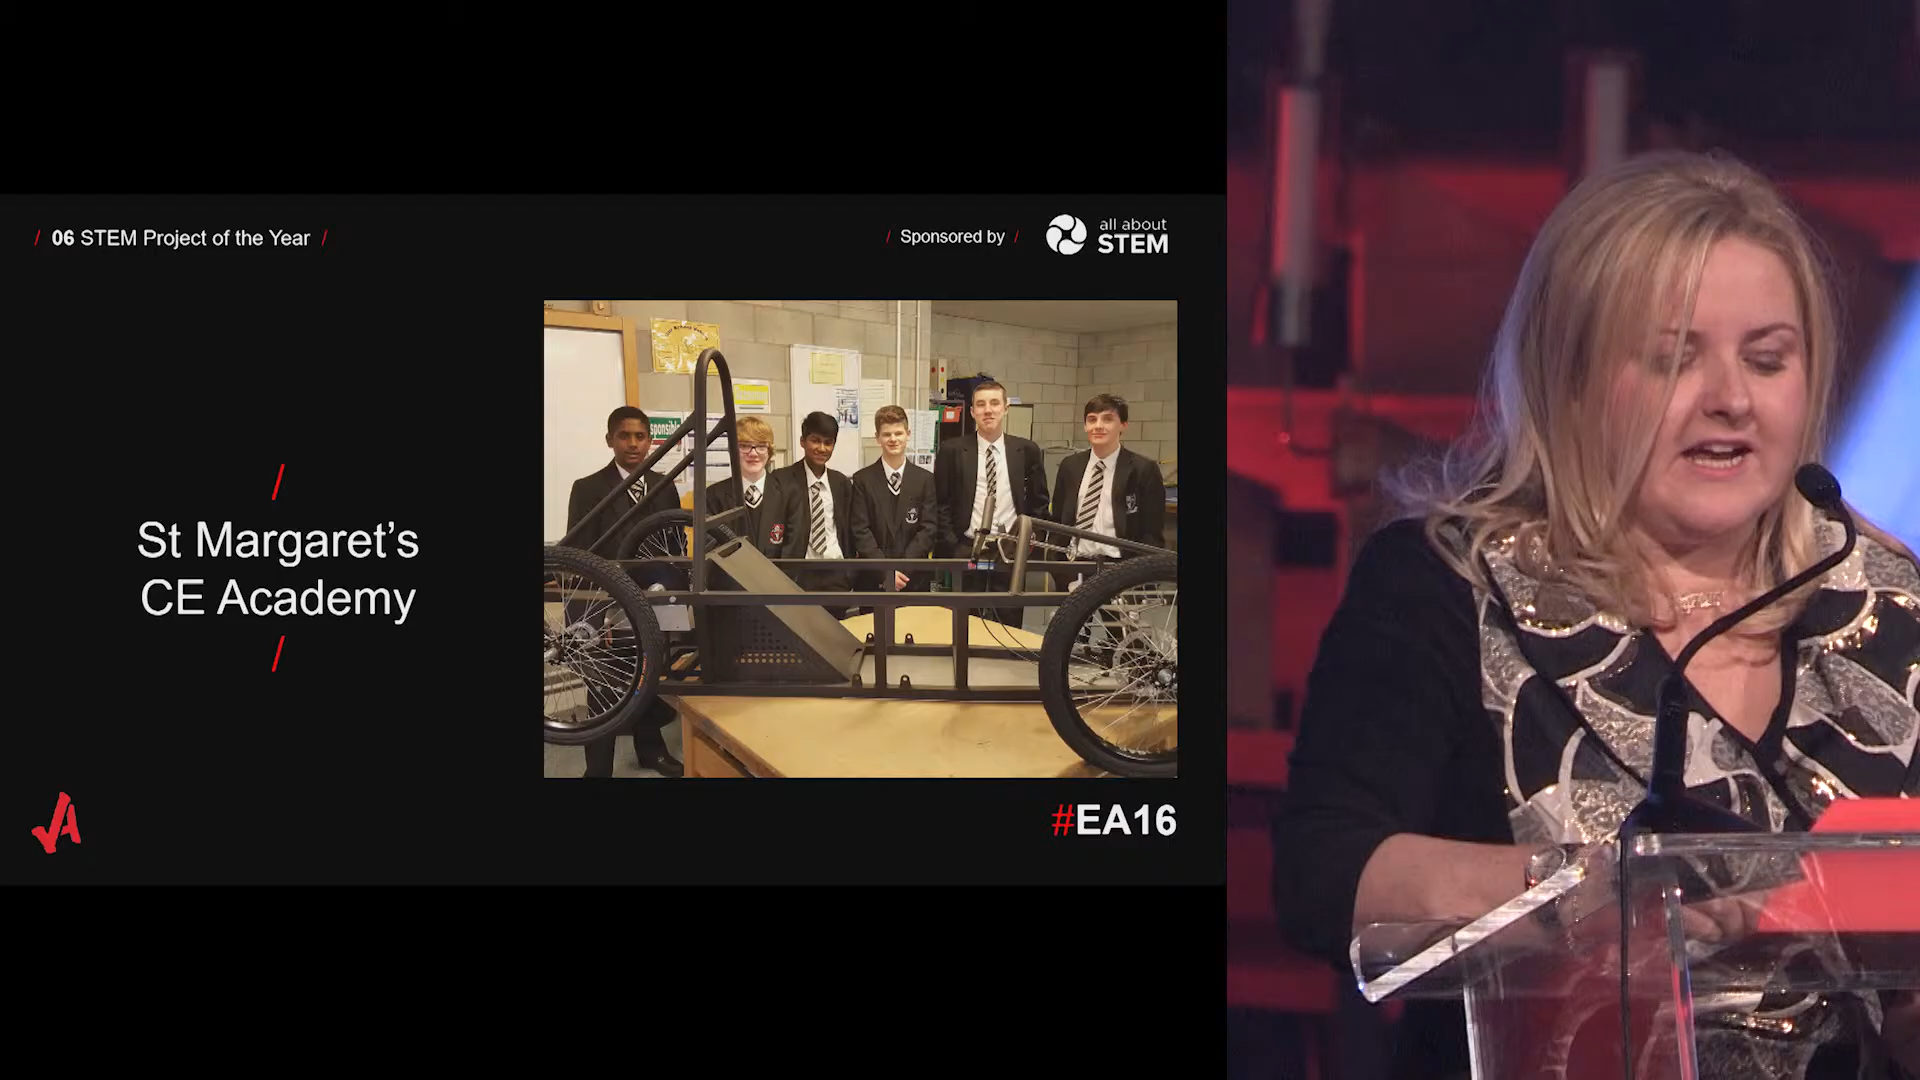 / 06 STEM Project of the Year /
/ Sponsored by /
all about
STEM
/
St Margaret's
CE Academy
/
#EA16